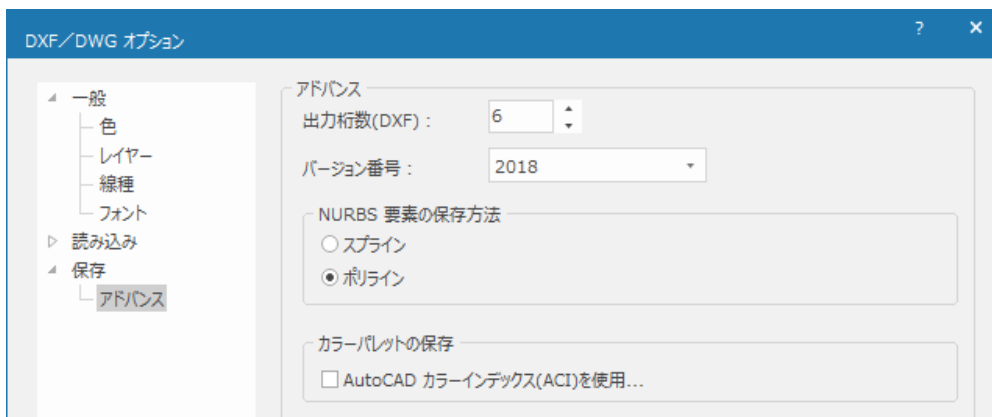 DXF／DWG オプション
? ×
一般
色
レイヤー
線種
フォント
読み込み
保存
アドバンス
アドバンス
出力桁数(DXF)： 6
バージョン番号： 2018
NURBS 要素の保存方法
スプライン
ポリライン
カラーパレットの保存
AutoCAD カラーインデックス(ACI)を使用...